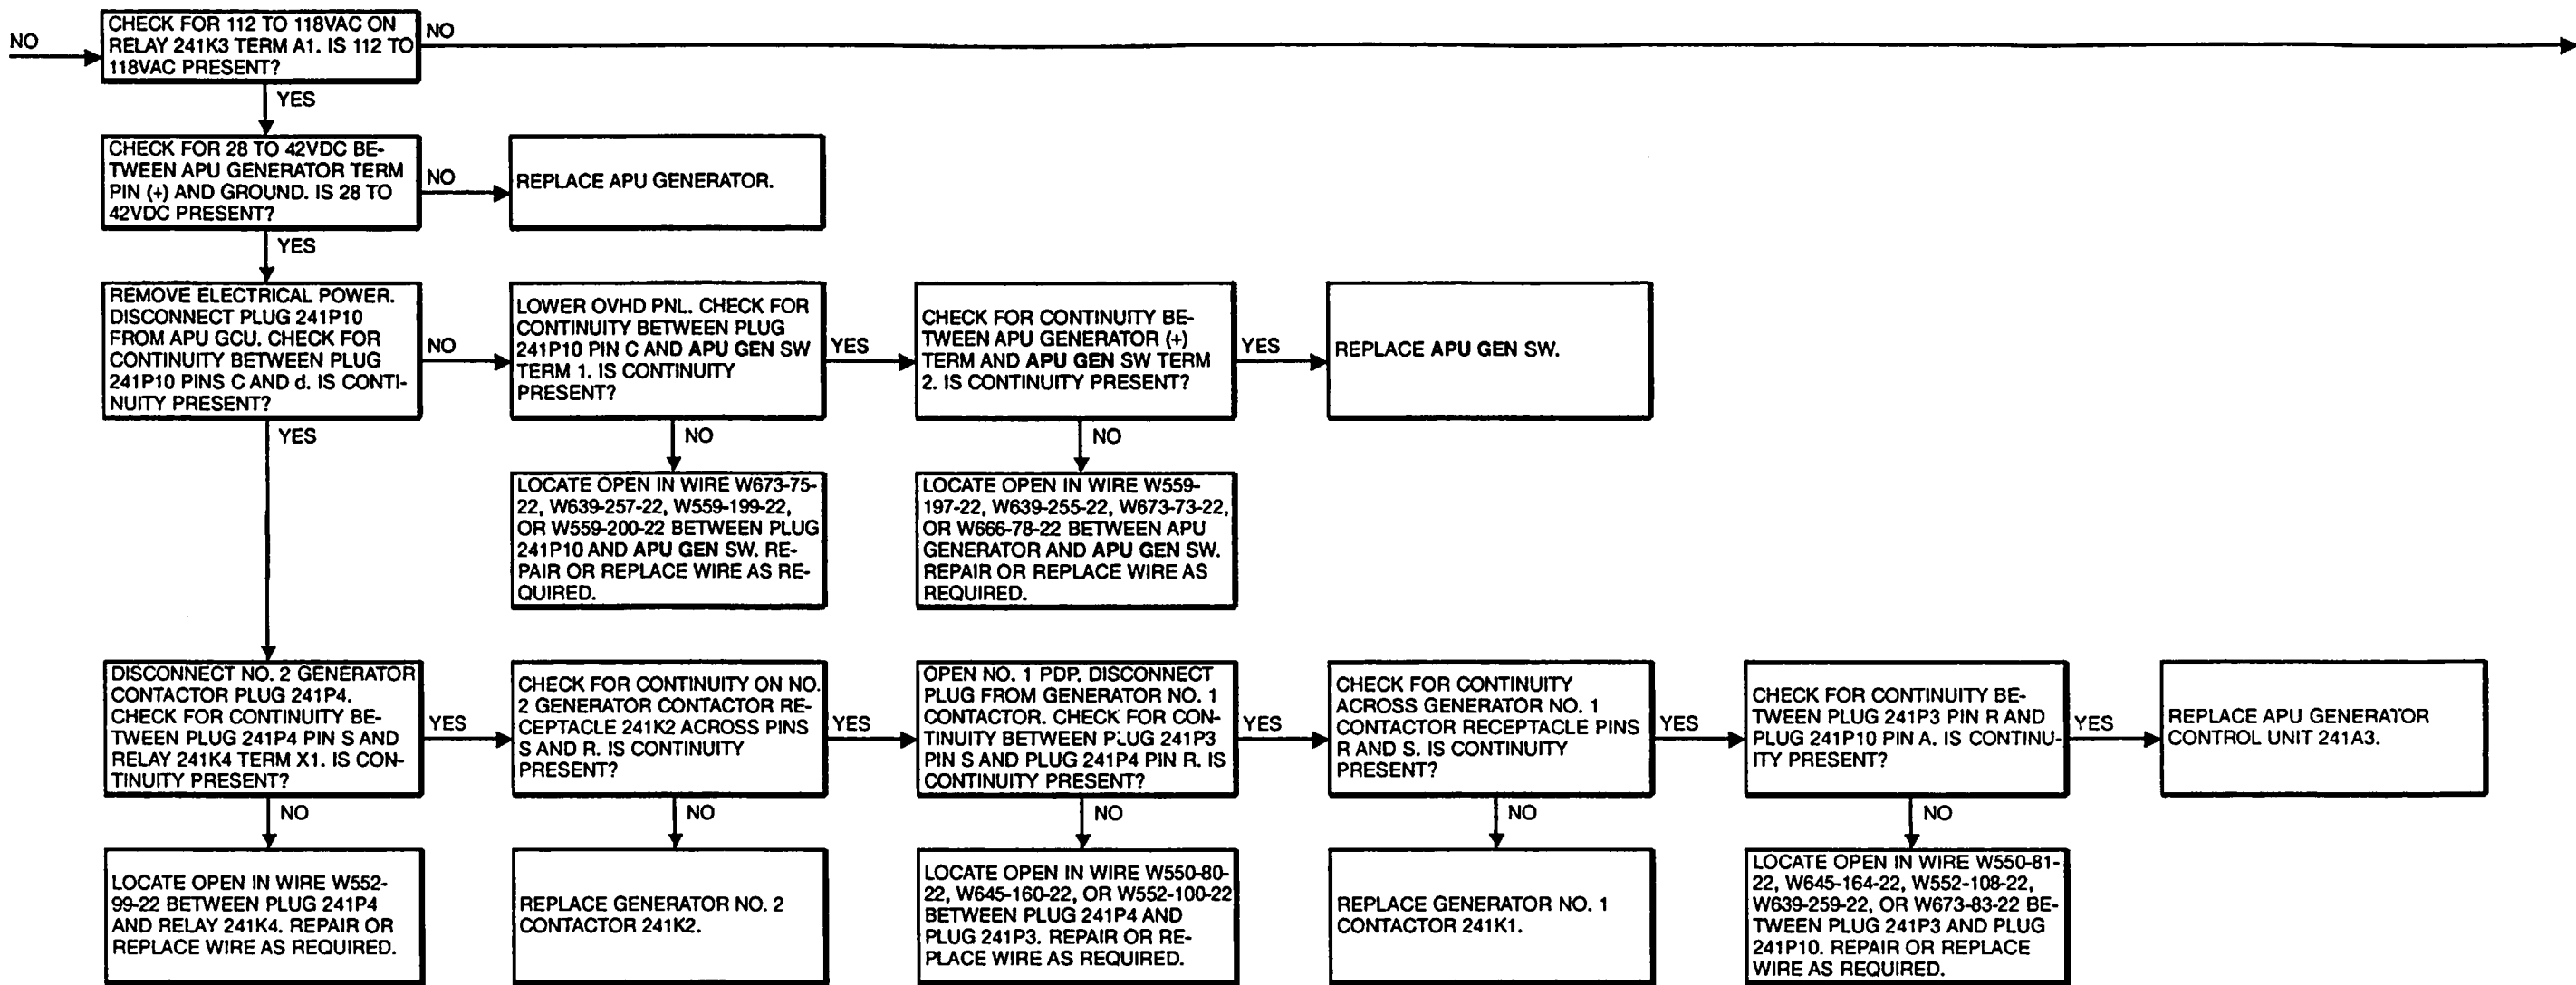 NO
CHECK FOR 112 TO 118VAC ON
RELAY 241K3 TERM A1. IS 112 TO
118VAC PRESENT?
NO
YES
CHECK FOR 28 TO 42VDC BE-
TWEEN APU GENERATOR TERM
PIN (+) AND GROUND. IS 28 TO
42VDC PRESENT?
NO
REPLACE APU GENERATOR.
YES
REMOVE ELECTRICAL POWER.
DISCONNECT PLUG 241P10
FROM APU GCU. CHECK FOR
CONTINUITY BETWEEN PLUG
241P10 PINS C AND d. IS CONTI-
NUITY PRESENT?
NO
LOWER OVHD PNL. CHECK FOR
CONTINUITY BETWEEN PLUG
241P10 PIN C AND APU GEN SW
TERM 1. IS CONTINUITY
PRESENT?
YES
CHECK FOR CONTINUITY BE-
TWEEN APU GENERATOR (+)
TERM AND APU GEN SW TERM
2. IS CONTINUITY PRESENT?
YES
REPLACE APU GEN SW.
YES
NO
NO
LOCATE OPEN IN WIRE W673-75-
22, W639-257-22, W559-199-22,
OR W559-200-22 BETWEEN PLUG
241P10 AND APU GEN SW. RE-
PAIR OR REPLACE WIRE AS RE-
QUIRED.
LOCATE OPEN IN WIRE W559-
197-22, W639-255-22, W673-73-22,
OR W666-78-22 BETWEEN APU
GENERATOR AND APU GEN SW.
REPAIR OR REPLACE WIRE AS
REQUIRED.
DISCONNECT NO. 2 GENERATOR
CONTACTOR PLUG 241P4.
CHECK FOR CONTINUITY BE-
TWEEN PLUG 241P4 PIN S AND
RELAY 241K4 TERM X1. IS CON-
TINUITY PRESENT?
YES
CHECK FOR CONTINUITY ON NO.
2 GENERATOR CONTACTOR RE-
CEPTACLE 241K2 ACROSS PINS
S AND R. IS CONTINUITY
PRESENT?
YES
OPEN NO. 1 PDP. DISCONNECT
PLUG FROM GENERATOR NO. 1
CONTACTOR. CHECK FOR CON-
TINUITY BETWEEN PLUG 241P3
PIN S AND PLUG 241P4 PIN R. IS
CONTINUITY PRESENT?
YES
CHECK FOR CONTINUITY
ACROSS GENERATOR NO. 1
CONTACTOR RECEPTACLE PINS
R AND S. IS CONTINUITY
PRESENT?
YES
CHECK FOR CONTINUITY BE-
TWEEN PLUG 241P3 PIN R AND
PLUG 241P10 PIN A. IS CONTINU-
ITY PRESENT?
YES
REPLACE APU GENERATOR
CONTROL UNIT 241A3.
NO
NO
NO
NO
NO
LOCATE OPEN IN WIRE W552-
99-22 BETWEEN PLUG 241P4
AND RELAY 241K4. REPAIR OR
REPLACE WIRE AS REQUIRED.
REPLACE GENERATOR NO. 2
CONTACTOR 241K2.
LOCATE OPEN IN WIRE W550-80-
22, W645-160-22, OR W552-100-22
BETWEEN PLUG 241P4 AND
PLUG 241P3. REPAIR OR RE-
PLACE WIRE AS REQUIRED.
REPLACE GENERATOR NO. 1
CONTACTOR 241K1.
LOCATE OPEN IN WIRE W550-81-
22, W645-164-22, W552-108-22,
W639-259-22, OR W673-83-22 BE-
TWEEN PLUG 241P3 AND PLUG
241P10. REPAIR OR REPLACE
WIRE AS REQUIRED.